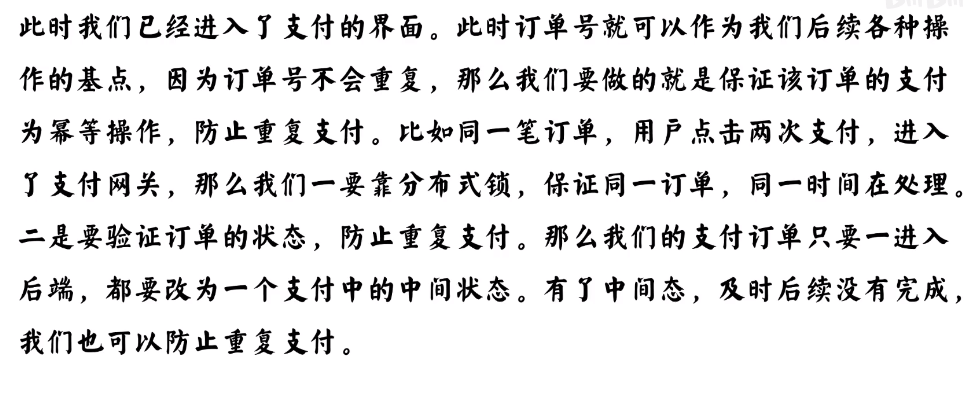 此时我们已经进入了支付的界面。此时订单号就可以作为我们后续各种操
作的基点，因为订单号不会重复，那么我们要做的就是保证该订单的支付
为幂等操作，防止重复支付。比如同一笔订单，用户点击两次支付，进入
了支付网关，那么我们一要靠分布式锁，保证同一订单，同一时间在处理。
二是要验证订单的状态，防止重复支付。那么我们的支付订单只要一进入
后端，都要改为一个支付中的中间状态。有了中间态，及时后续没有完成，
我们也可以防止重复支付。